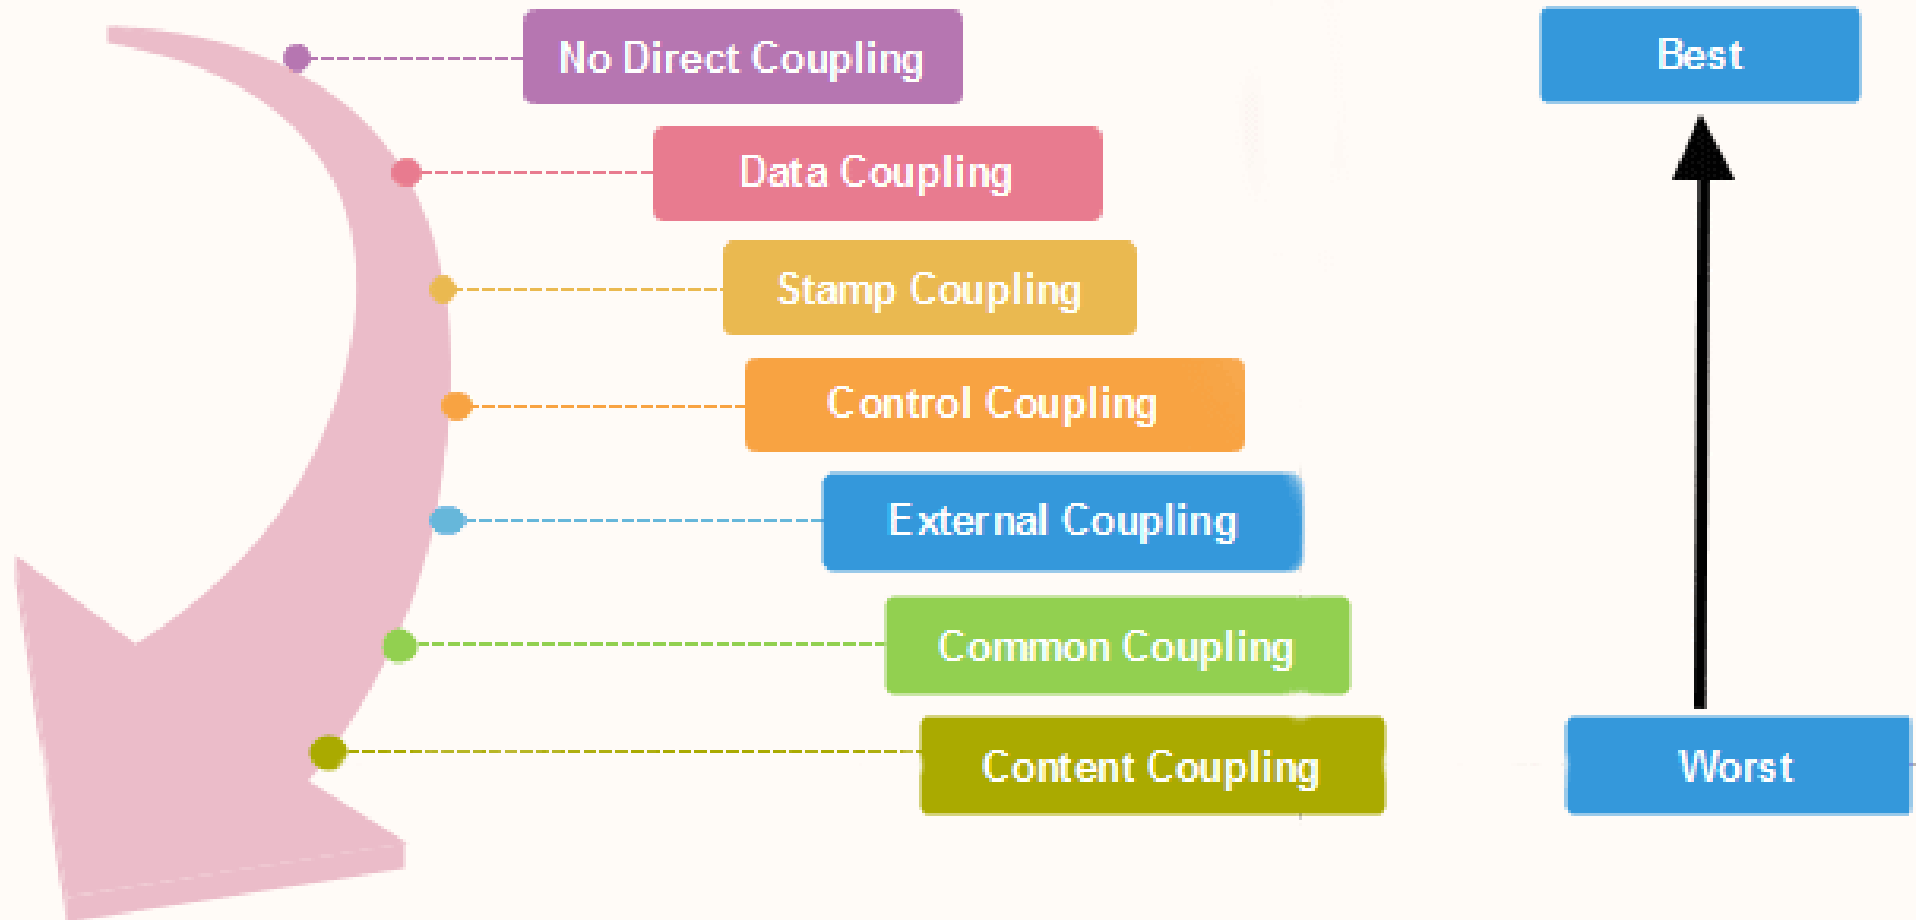 No Direct Coupling
Best
Data Coupling
Stamp Coupling
Control Coupling
External Coupling
Common Coupling
Content Coupling
Worst